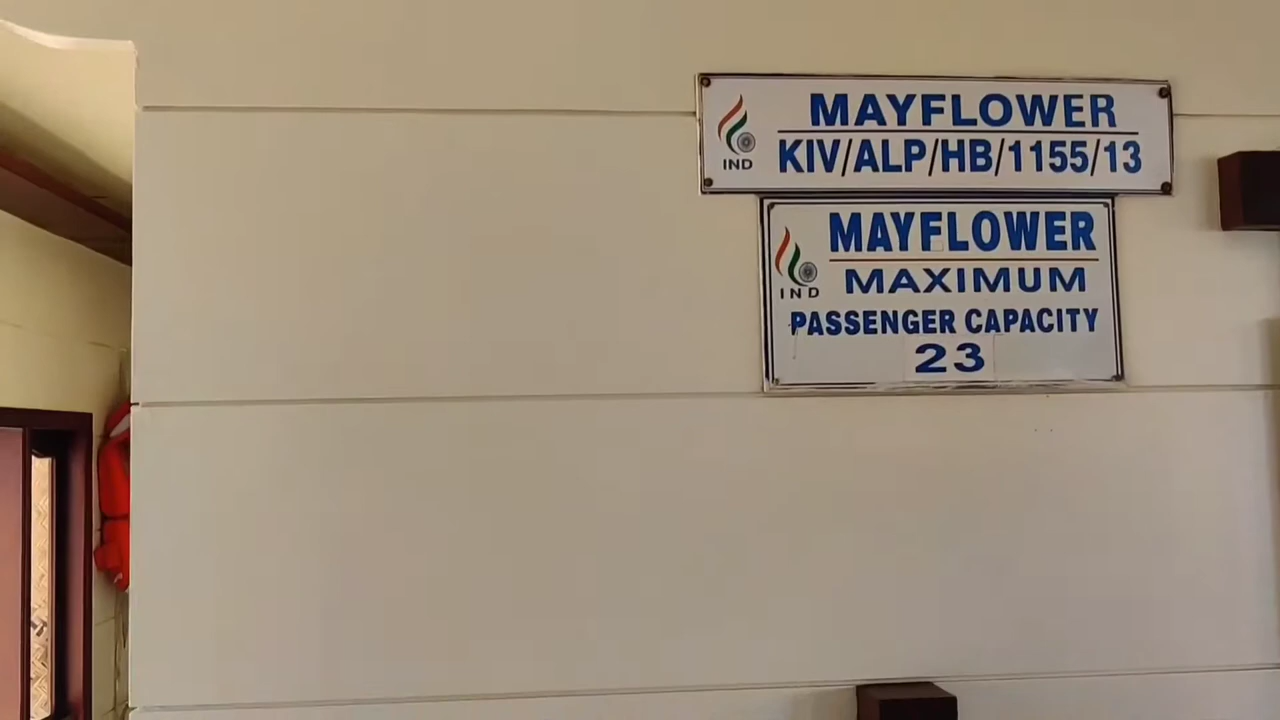 MAYFLOWER
IND
KIV/ALP/HB/1155/13
MAYFLOWER
IND
MAXIMUM
PASSENGER CAPACITY
23